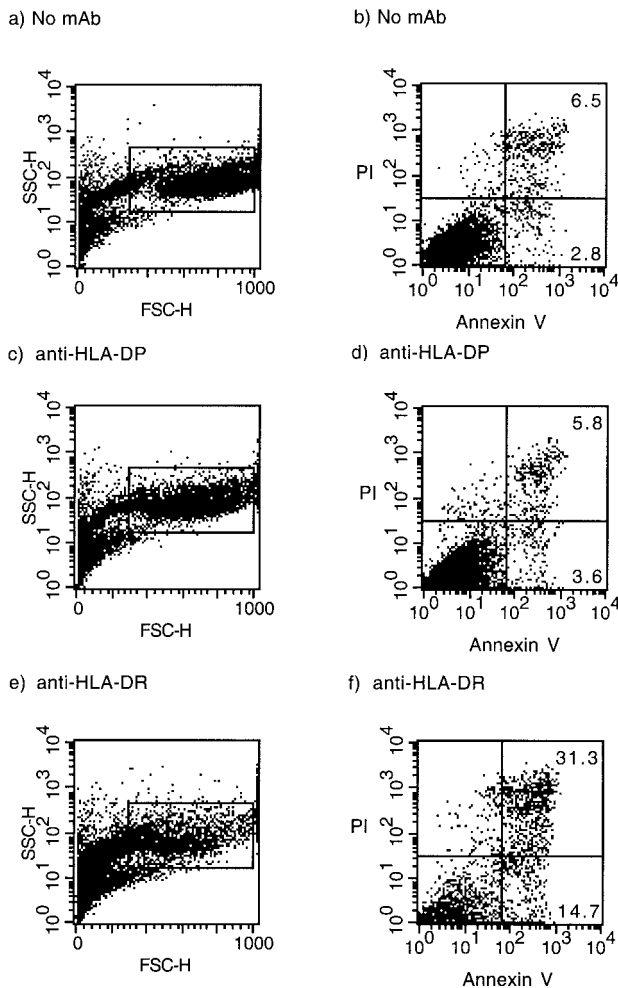 a) No mAb
b) No mAb
10^4
10^3
10^2
10^1
10^0
SSC-H
0
1000
FSC-H
10^4
10^3
10^2
10^1
10^0
PI
6.5
2.8
10^0 10^1 10^2 10^3 10^4
Annexin V
c) anti-HLA-DP
d) anti-HLA-DP
10^4
10^3
10^2
10^1
10^0
SSC-H
0
1000
FSC-H
10^4
10^3
10^2
10^1
10^0
PI
5.8
3.6
10^0 10^1 10^2 10^3 10^4
Annexin V
e) anti-HLA-DR
f) anti-HLA-DR
10^4
10^3
10^2
10^1
10^0
SSC-H
0
1000
FSC-H
10^4
10^3
10^2
10^1
10^0
PI
31.3
14.7
10^0 10^1 10^2 10^3 10^4
Annexin V